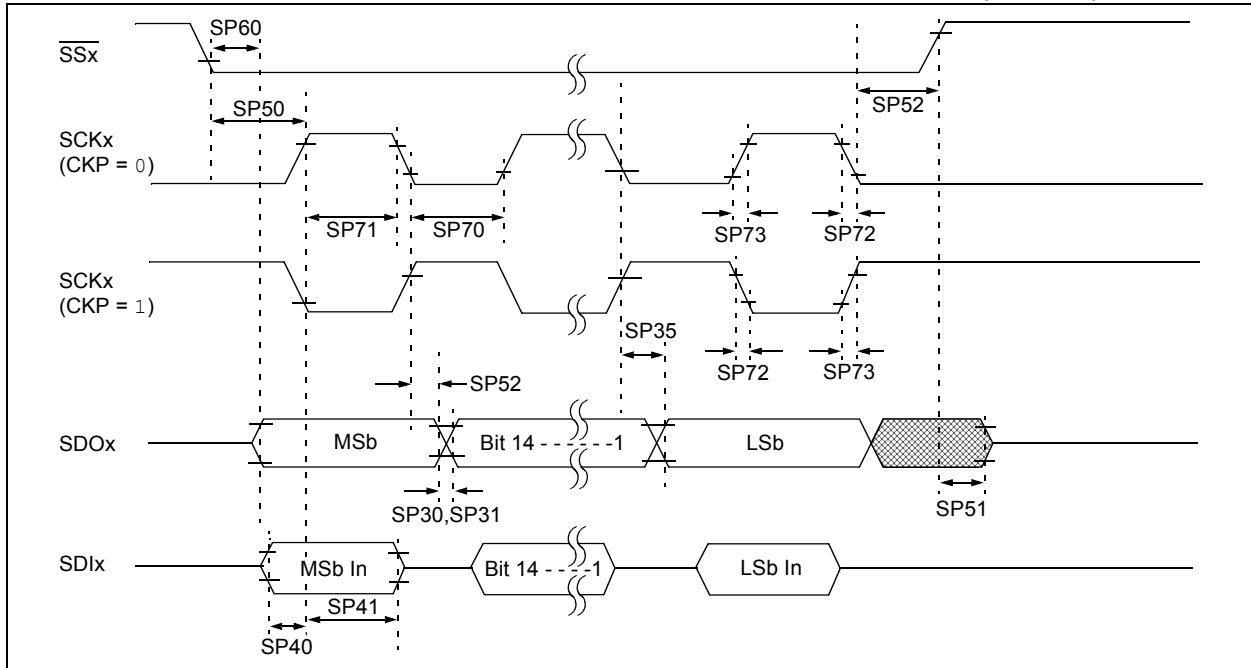 SP60
SSx
SP50
SP52
SCKx
(CKP = 0)
SP71
SP70
SP73
SP72
SCKx
(CKP = 1)
SP35
SP72
SP73
SP52
SDOx
MSb
Bit 14 - - - - - -1
LSb
SP30,SP31
SP51
SDIx
MSb In
Bit 14 - - - -1
LSb In
SP41
SP40